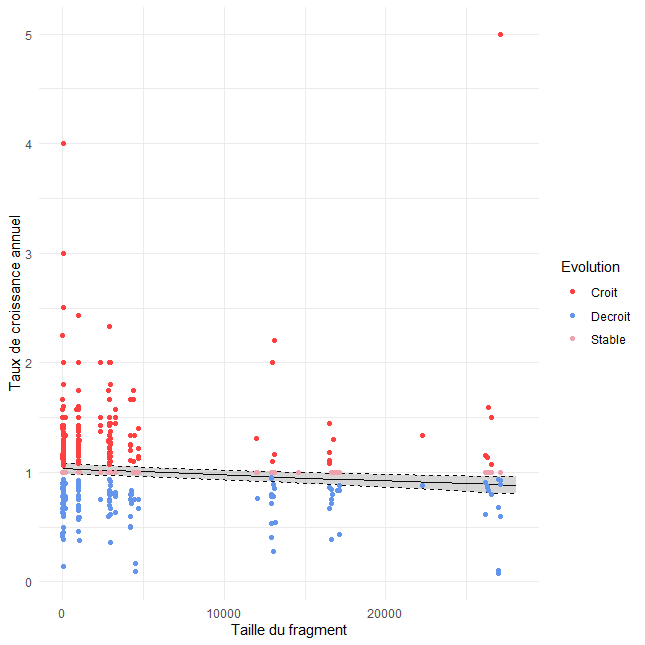 5
4
3
2
1
0
Taux de croissance annuel
0
10000
20000
Taille du fragment
Evolution
Croit
Decroit
Stable